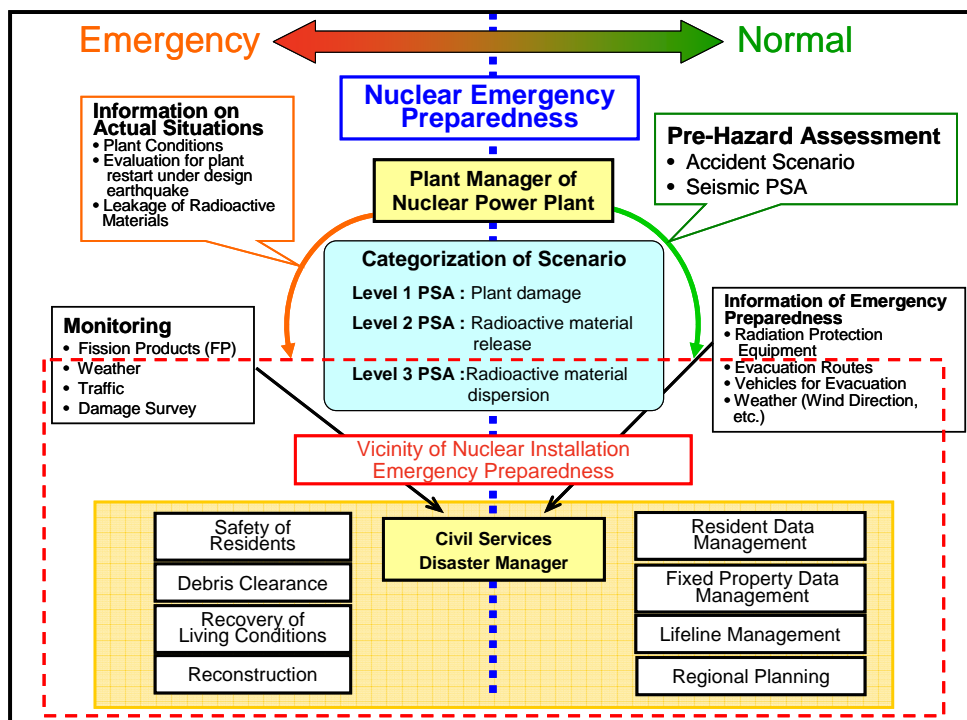 Emergency
Normal
Nuclear Emergency
Preparedness
Information on
Actual Situations
• Plant Conditions
• Evaluation for plant
restart under design
earthquake
• Leakage of Radioactive
Materials
Pre-Hazard Assessment
• Accident Scenario
• Seismic PSA
Plant Manager of
Nuclear Power Plant
Categorization of Scenario
Level 1 PSA : Plant damage
Level 2 PSA : Radioactive material
release
Level 3 PSA :Radioactive material
dispersion
Monitoring
• Fission Products (FP)
• Weather
• Traffic
• Damage Survey
Information of Emergency
Preparedness
• Radiation Protection
Equipment
• Evacuation Routes
• Vehicles for Evacuation
• Weather (Wind Direction,
etc.)
Vicinity of Nuclear Installation
Emergency Preparedness
Civil Services
Disaster Manager
Safety of
Residents
Debris Clearance
Recovery of
Living Conditions
Reconstruction
Resident Data
Management
Fixed Property Data
Management
Lifeline Management
Regional Planning